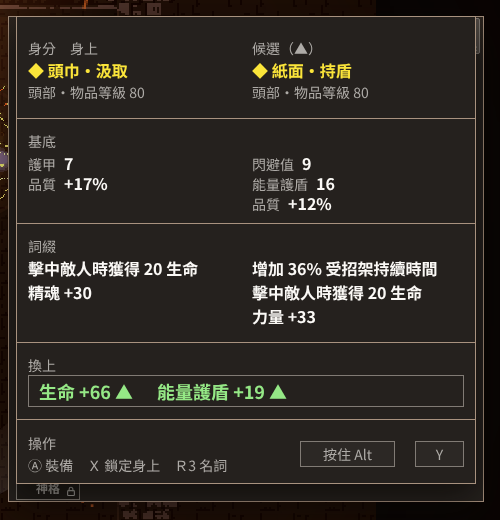 身分　身上　候選（▲）
◆ 頭巾・汲取　◆ 紙面・持盾
頭部・物品等級 80　頭部・物品等級 80
基底
護甲 7　閃避值 9
品質 +17%　能量護盾 16
品質 +12%
詞綴
擊中敵人時獲得 20 生命　增加 36% 受招架持續時間
精魂 +30　擊中敵人時獲得 20 生命
力量 +33
換上
生命 +66 ▲　能量護盾 +19 ▲
操作
Ⓐ 裝備　X 鎖定身上　R3 名詞　按住 Alt　Y
神格